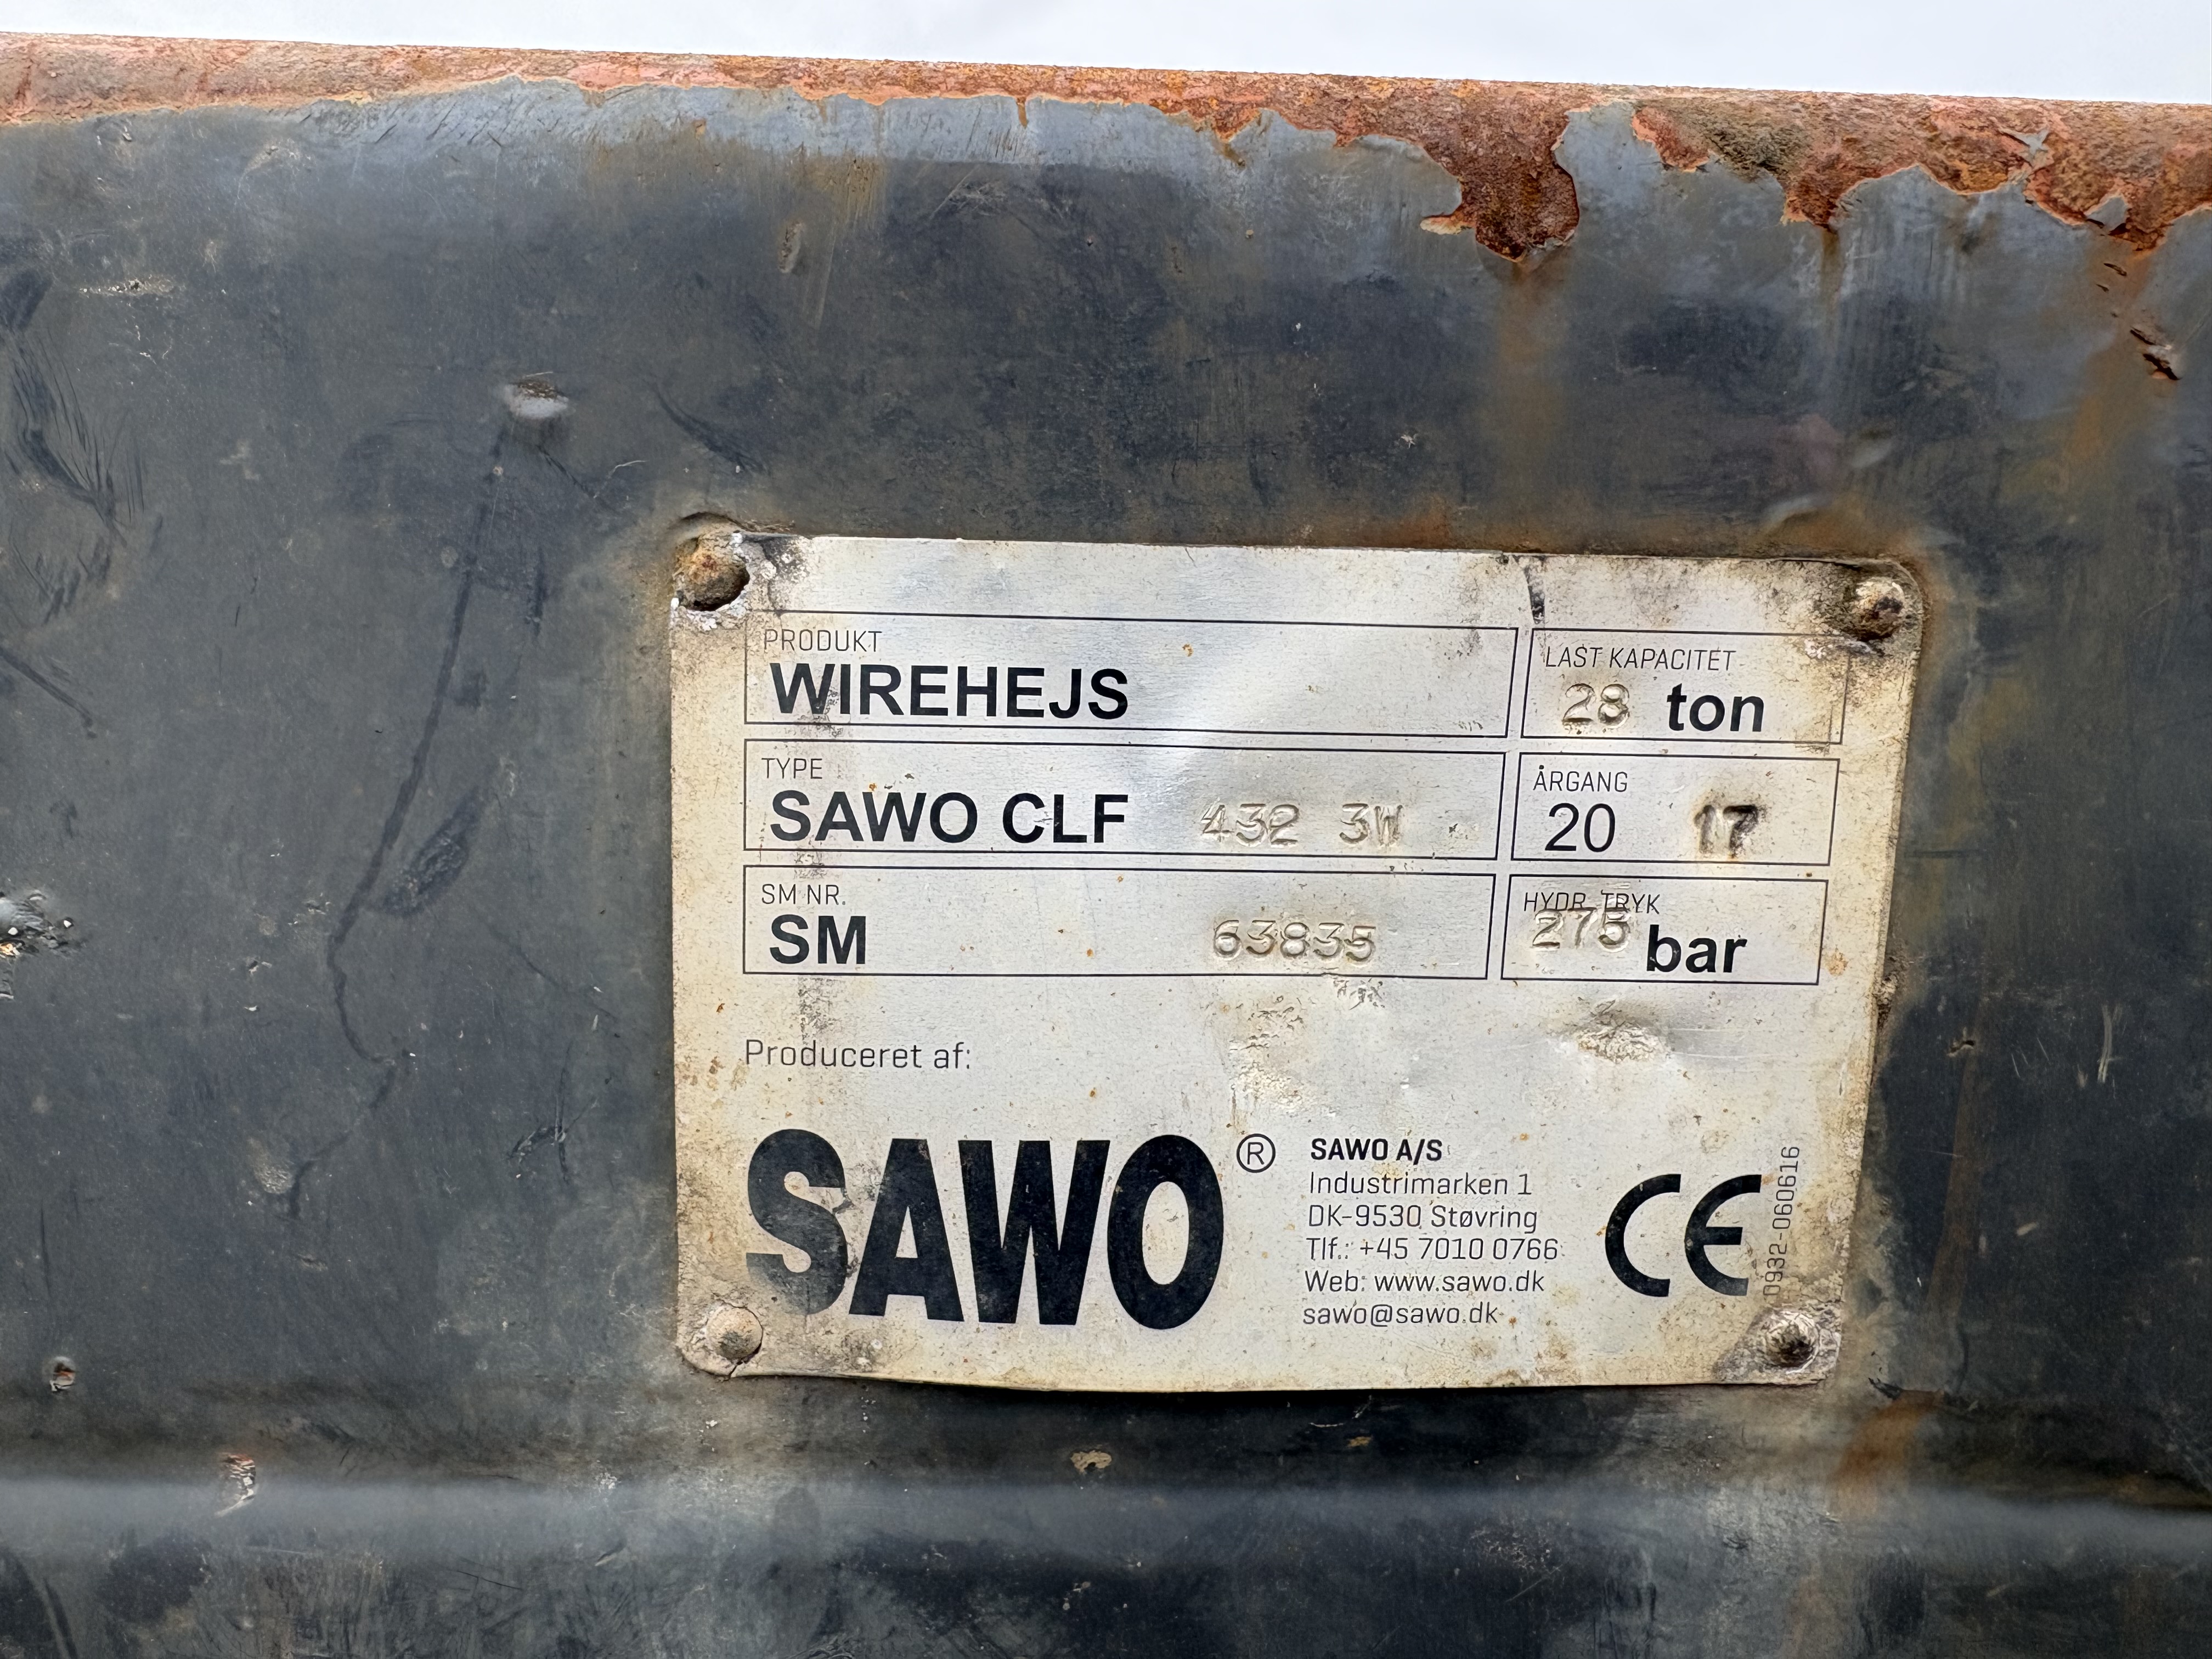 PRODUKT
WIREHEJS
LAST KAPACITET
28 ton
TYPE
SAWO CLF 432 3W
ÅRGANG
20 17
SM NR.
SM 63835
HYDR. TRYK
275 bar
Produceret af:
SAWO®
SAWO A/S
Industrimarken 1
DK-9530 Støvring
Tlf.: +45 7010 0766
Web: www.sawo.dk
sawo@sawo.dk
CE
0932-060616